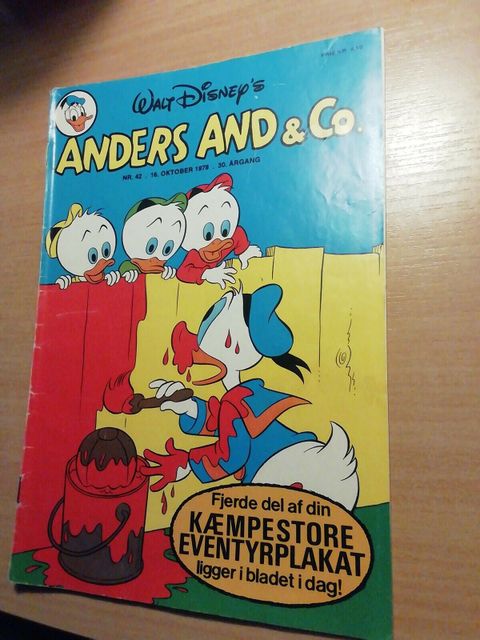 WALT DISNEY'S
ANDERS AND & Co.
NR. 42 . 16. OKTOBER 1978 . 30. ÅRGANG
Fjerde del af din
KÆMPESTORE
EVENTYRPLAKAT
ligger i bladet i dag!